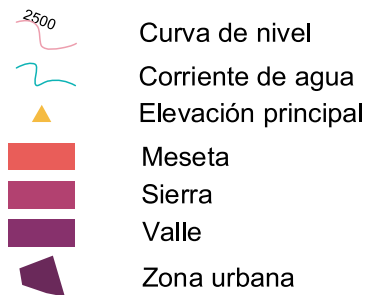 2500
Curva de nivel
Corriente de agua
Elevación principal
Meseta
Sierra
Valle
Zona urbana